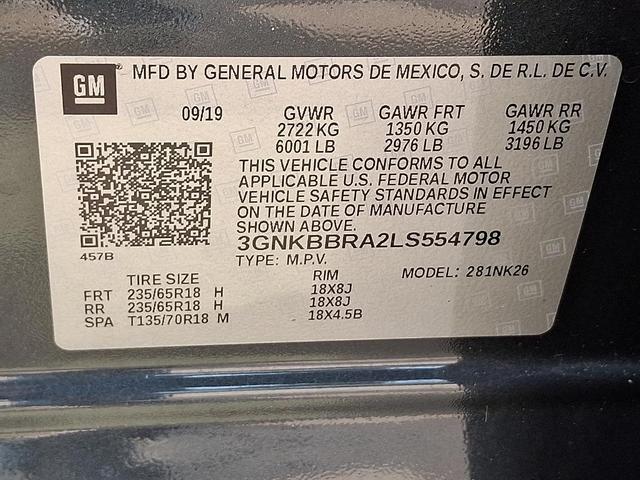 GM MFD BY GENERAL MOTORS DE MEXICO, S. DE R.L. DE C.V.
09/19 GVWR GAWR FRT GAWR RR
2722 KG 1350 KG 1450 KG
6001 LB 2976 LB 3196 LB
THIS VEHICLE CONFORMS TO ALL
APPLICABLE U.S. FEDERAL MOTOR
VEHICLE SAFETY STANDARDS IN EFFECT
ON THE DATE OF MANUFACTURE
SHOWN ABOVE.
3GNKBBRA2LS554798
457B TYPE: M.P.V. MODEL: 281NK26
TIRE SIZE RIM
FRT 235/65R18 H 18X8J
RR 235/65R18 H 18X8J
SPA T135/70R18 M 18X4.5B